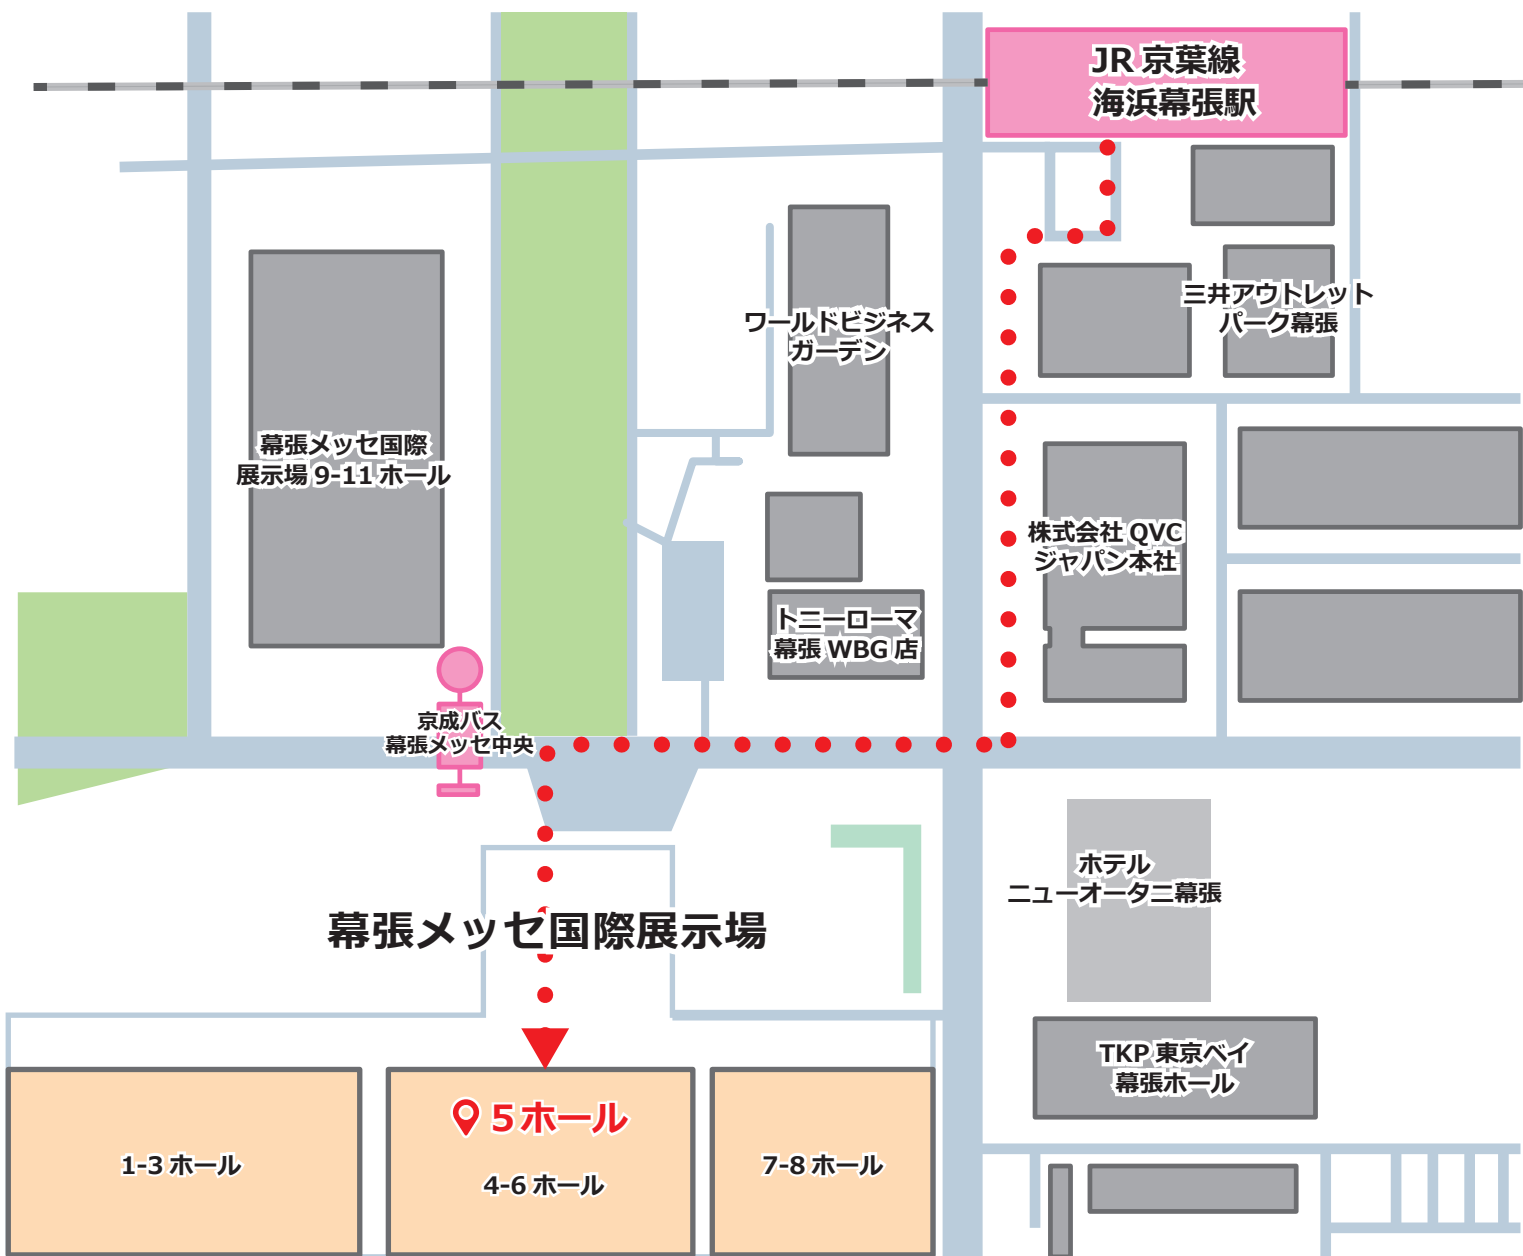 JR 京葉線
海浜幕張駅
三井アウトレット
パーク幕張
ワールドビジネス
ガーデン
幕張メッセ国際
展示場 9-11 ホール
株式会社 QVC
ジャパン本社
トニーローマ
幕張 WBG 店
京成バス
幕張メッセ中央
ホテル
ニューオータニ幕張
幕張メッセ国際展示場
TKP 東京ベイ
幕張ホール
5 ホール
1-3 ホール
4-6 ホール
7-8 ホール